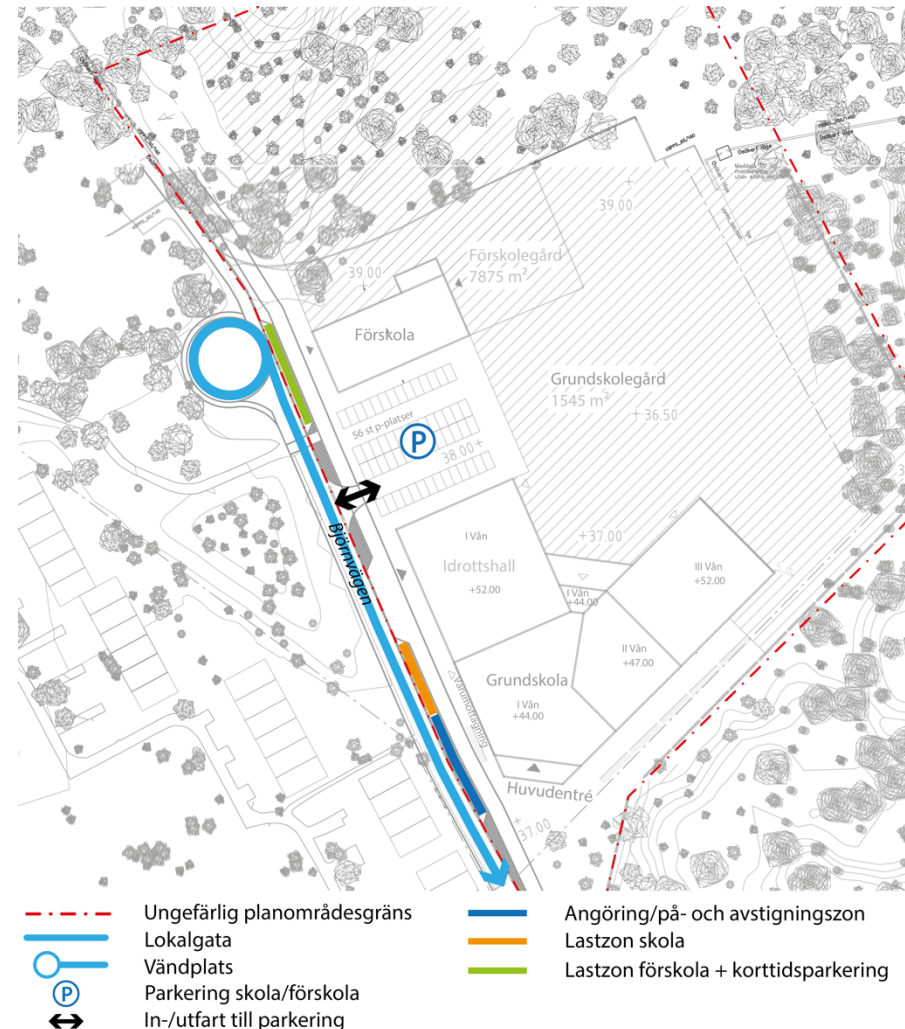 Oslikert läge
39.00
Förskolegård
7875 m²
39.00
Förskola
Grundskolegård
1545 m²
+36.50
56 st p-platser
P
38.00+
Björnvägen
I Vån
Idrottshall
+52.00
+37.00
III Vån
+52.00
I Vån
+44.00
II Vån
+47.00
Grundskola
I Vån
+44.00
Varumottagning
Huvudentré
+37.00
Ungefärlig planområdesgräns
Lokalgata
Vändplats
P Parkering skola/förskola
In-/utfart till parkering
Angöring/på- och avstigningszon
Lastzon skola
Lastzon förskola + korttidsparkering